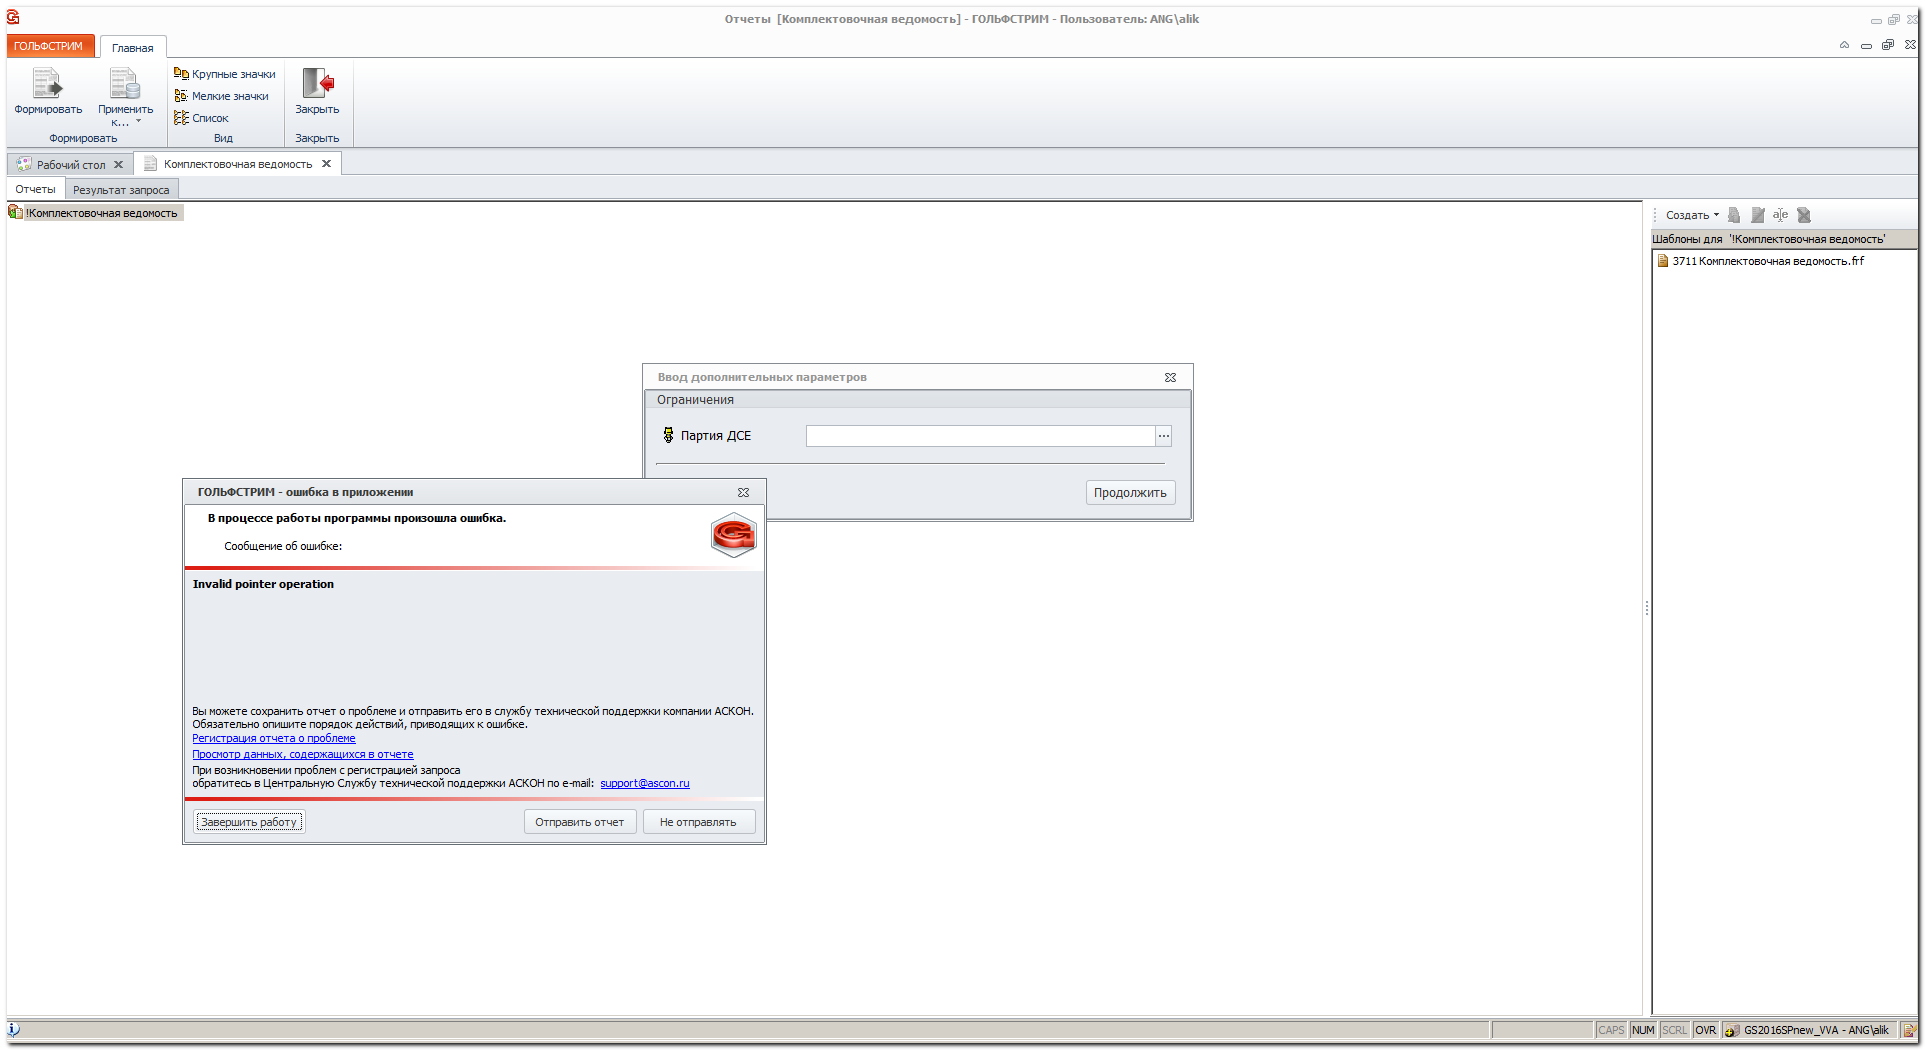 Отчеты [Комплектовочная ведомость] - ГОЛЬФСТРИМ - Пользователь: ANG\alik
ГОЛЬФСТРИМ
Главная
Формировать
Применить к...
Формировать
Крупные значки
Мелкие значки
Список
Вид
Закрыть
Закрыть
Рабочий стол
Комплектовочная ведомость
Отчеты
Результат запроса
!Комплектовочная ведомость
Создать
a|e
Шаблоны для '!Комплектовочная ведомость'
3711 Комплектовочная ведомость.frf
Ввод дополнительных параметров
Ограничения
Партия ДСЕ
...
Продолжить
ГОЛЬФСТРИМ - ошибка в приложении
В процессе работы программы произошла ошибка.
Сообщение об ошибке:
Invalid pointer operation
Вы можете сохранить отчет о проблеме и отправить его в службу технической поддержки компании АСКОН.
Обязательно опишите порядок действий, приводящих к ошибке.
Регистрация отчета о проблеме
Просмотр данных, содержащихся в отчете
При возникновении проблем с регистрацией запроса
обратитесь в Центральную Службу технической поддержки АСКОН по e-mail: support@ascon.ru
Завершить работу
Отправить отчет
Не отправлять
CAPS NUM SCRL OVR GS2016SPnew_VVA - ANG\alik